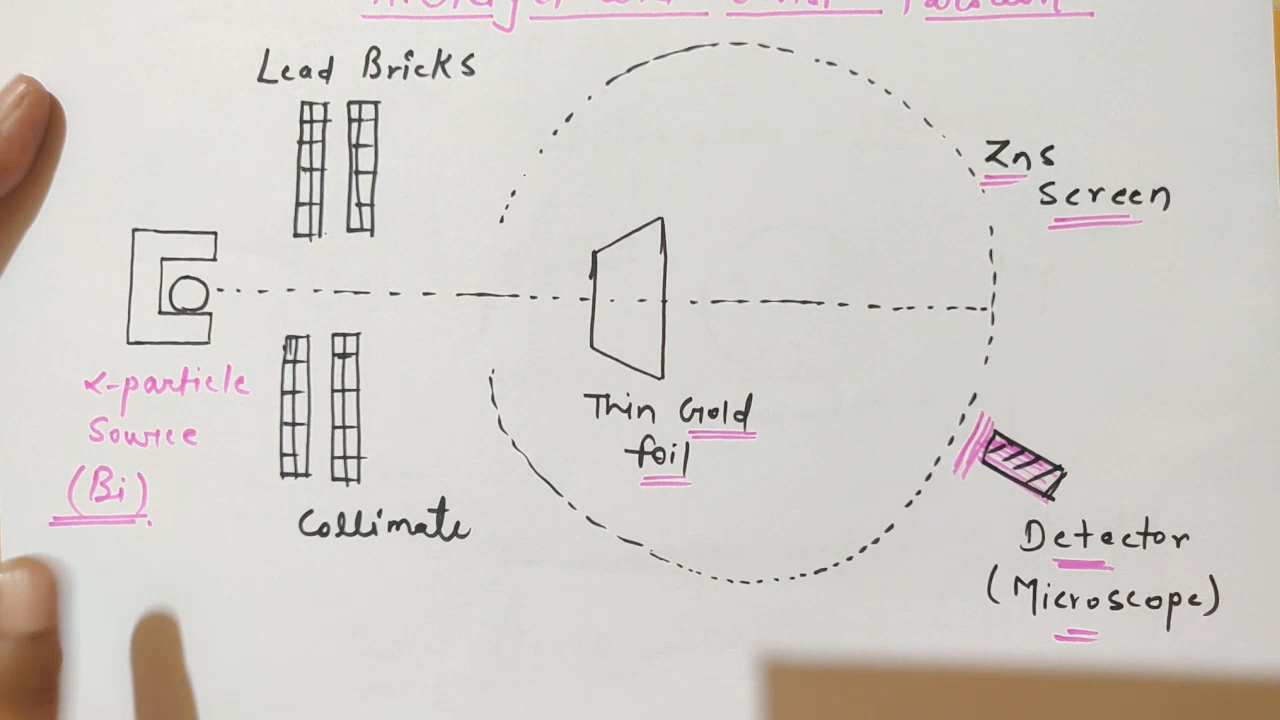 Lead Bricks
Zns
Screen
α-particle
Source
(Bi)
Thin Gold
foil
Collimate
Detector
(Microscope)